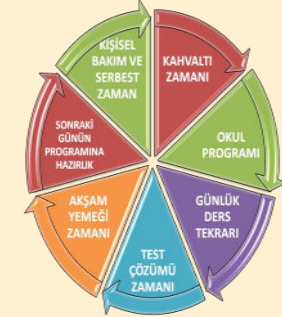 KAHVALTI
ZAMANI
OKUL
PROGRAMI
GÜNLÜK
DERS
TEKRARI
TEST
ÇÖZÜMÜ
ZAMANI
AKŞAM
YEMEĞİ
ZAMANI
SONRAKİ
GÜNÜN
PROGRAMINA
HAZIRLIK
KİŞİSEL
BAKIM VE
SERBEST
ZAMAN